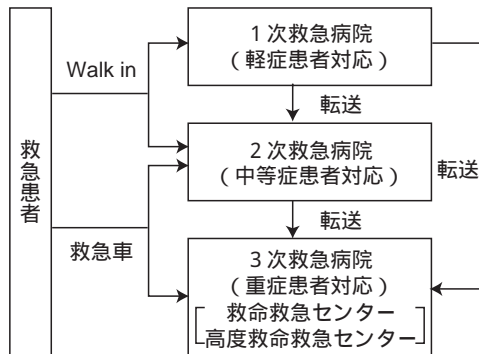 救急患者
Walk in
救急車
1次救急病院
（軽症患者対応）
転送
2次救急病院
（中等症患者対応）
転送
転送
3次救急病院
（重症患者対応）
救命救急センター
高度救命救急センター